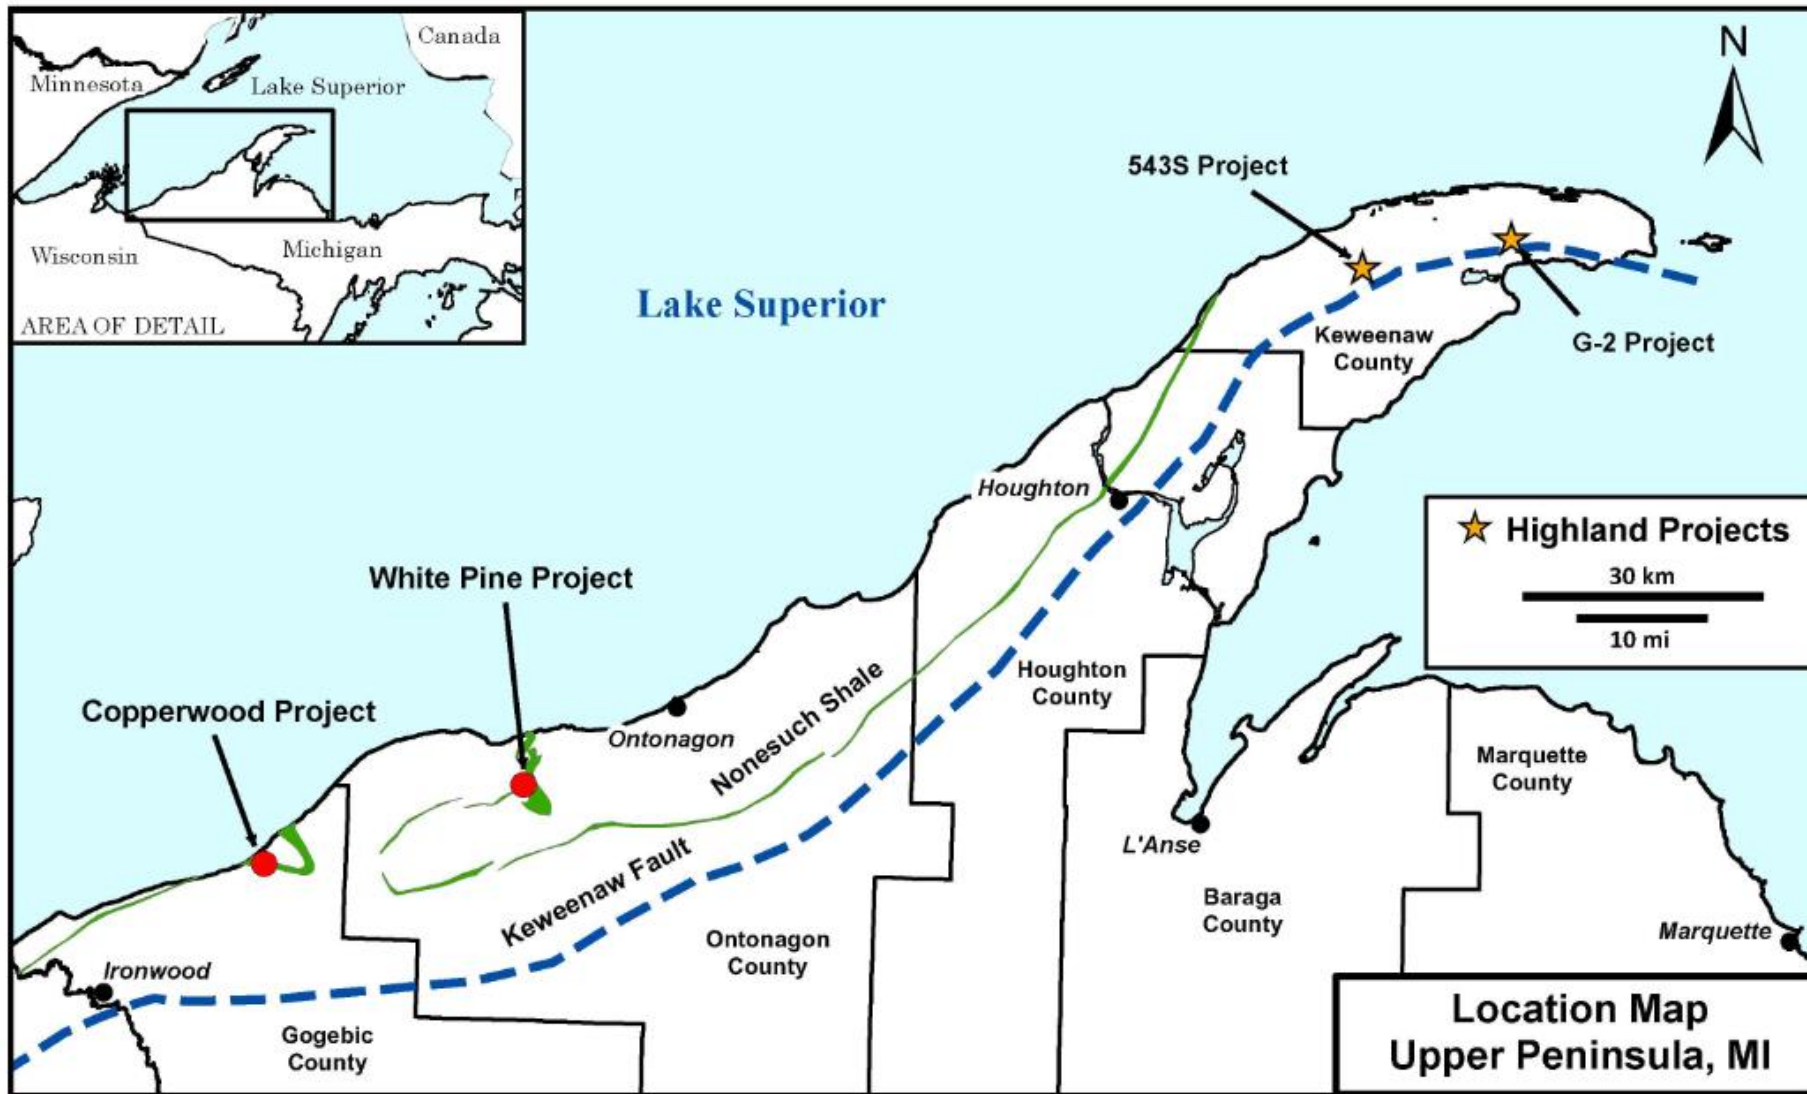 Canada
Minnesota
Lake Superior
Wisconsin
Michigan
AREA OF DETAIL
N
543S Project
Lake Superior
Keweenaw
County
G-2 Project
Houghton
Highland Projects
30 km
10 mi
White Pine Project
Houghton
County
Nonesuch Shale
Copperwood Project
Ontonagon
Marquette
County
L'Anse
Keweenaw Fault
Baraga
County
Ontonagon
County
Marquette
Ironwood
Gogebic
County
Location Map
Upper Peninsula, MI